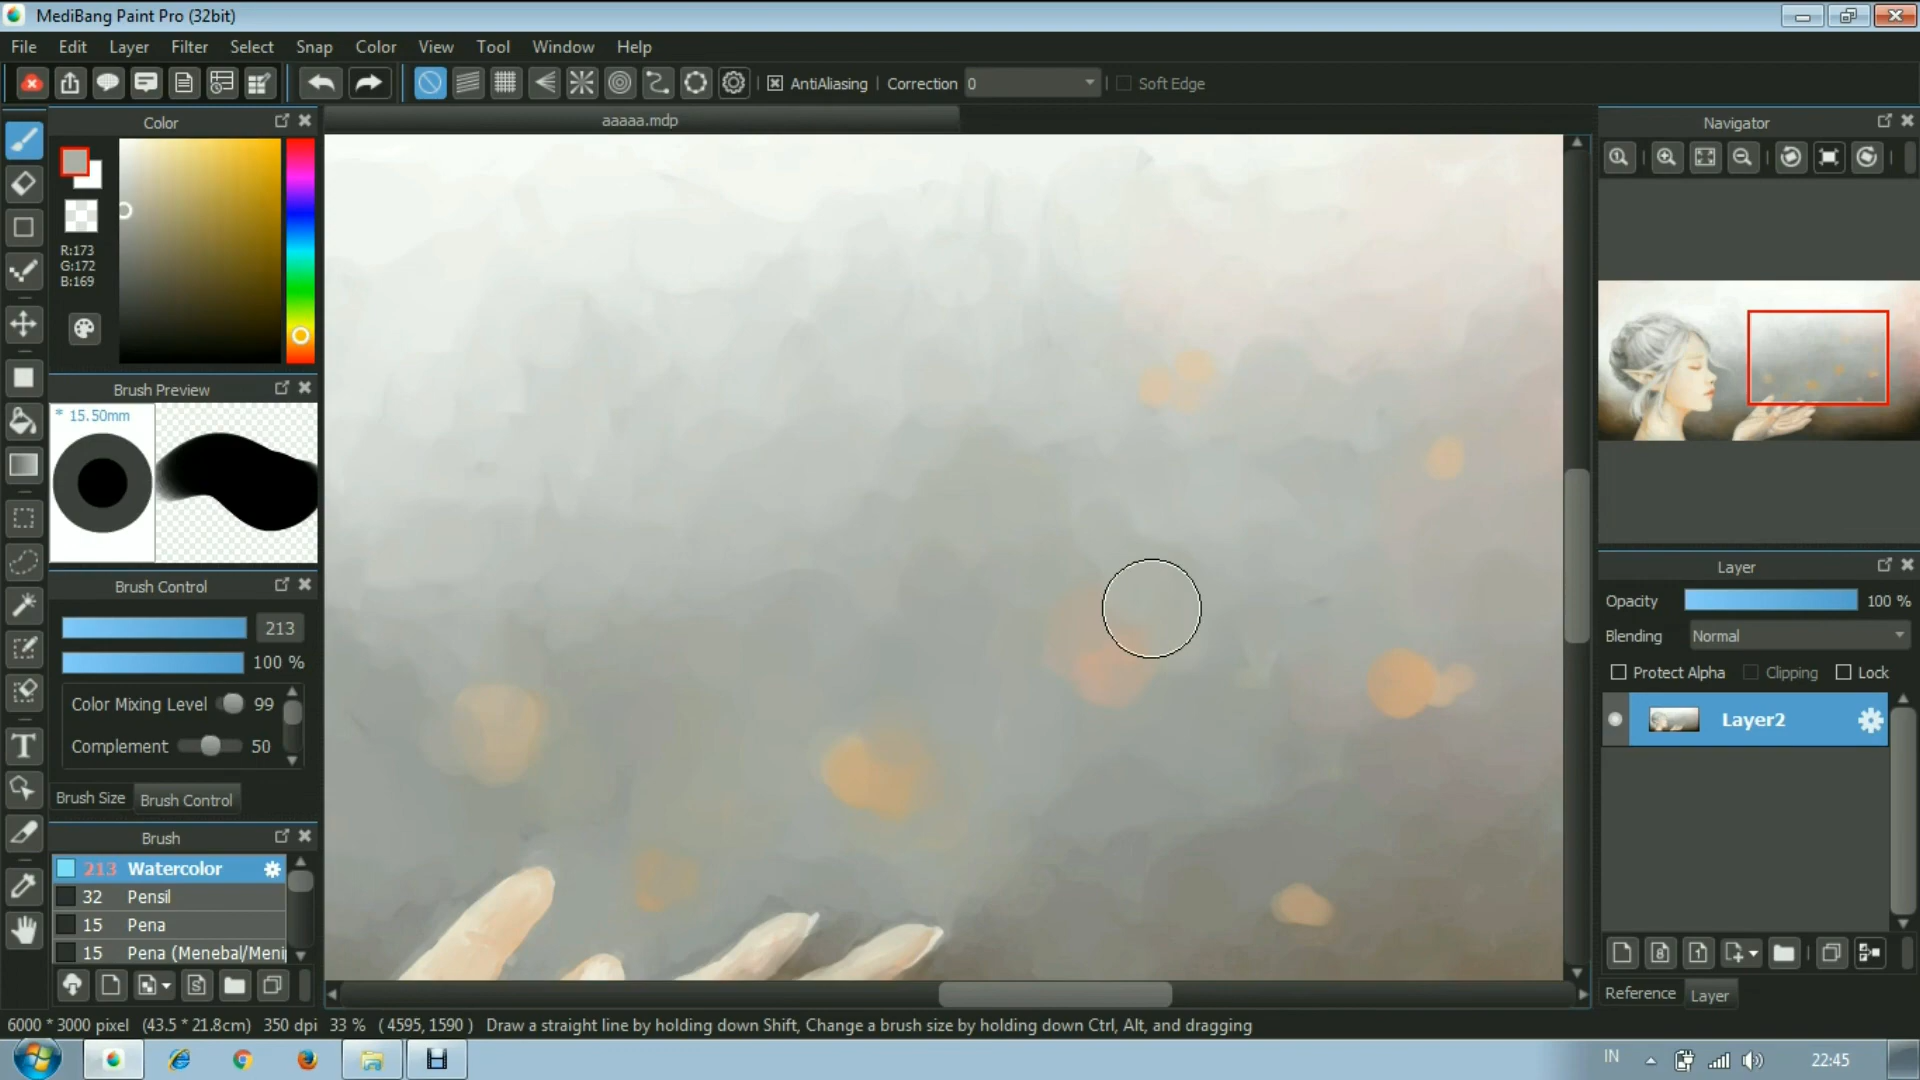 MediBang Paint Pro (32bit)
File Edit Layer Filter Select Snap Color View Tool Window Help
AntiAliasing Correction 0 Soft Edge
Color
aaaaa.mdp
Navigator
R:173
G:172
B:169
Brush Preview
* 15.50mm
Brush Control
213
100 %
Color Mixing Level 99
Complement 50
Brush Size Brush Control
Brush
213 Watercolor
32 Pensil
15 Pena
15 Pena (Menebal/Meni
Layer
Opacity 100 %
Blending Normal
Protect Alpha Clipping Lock
Layer2
8 1
Reference Layer
6000 * 3000 pixel (43.5 * 21.8cm) 350 dpi 33 % ( 4595, 1590 ) Draw a straight line by holding down Shift, Change a brush size by holding down Ctrl, Alt, and dragging
IN 22:45